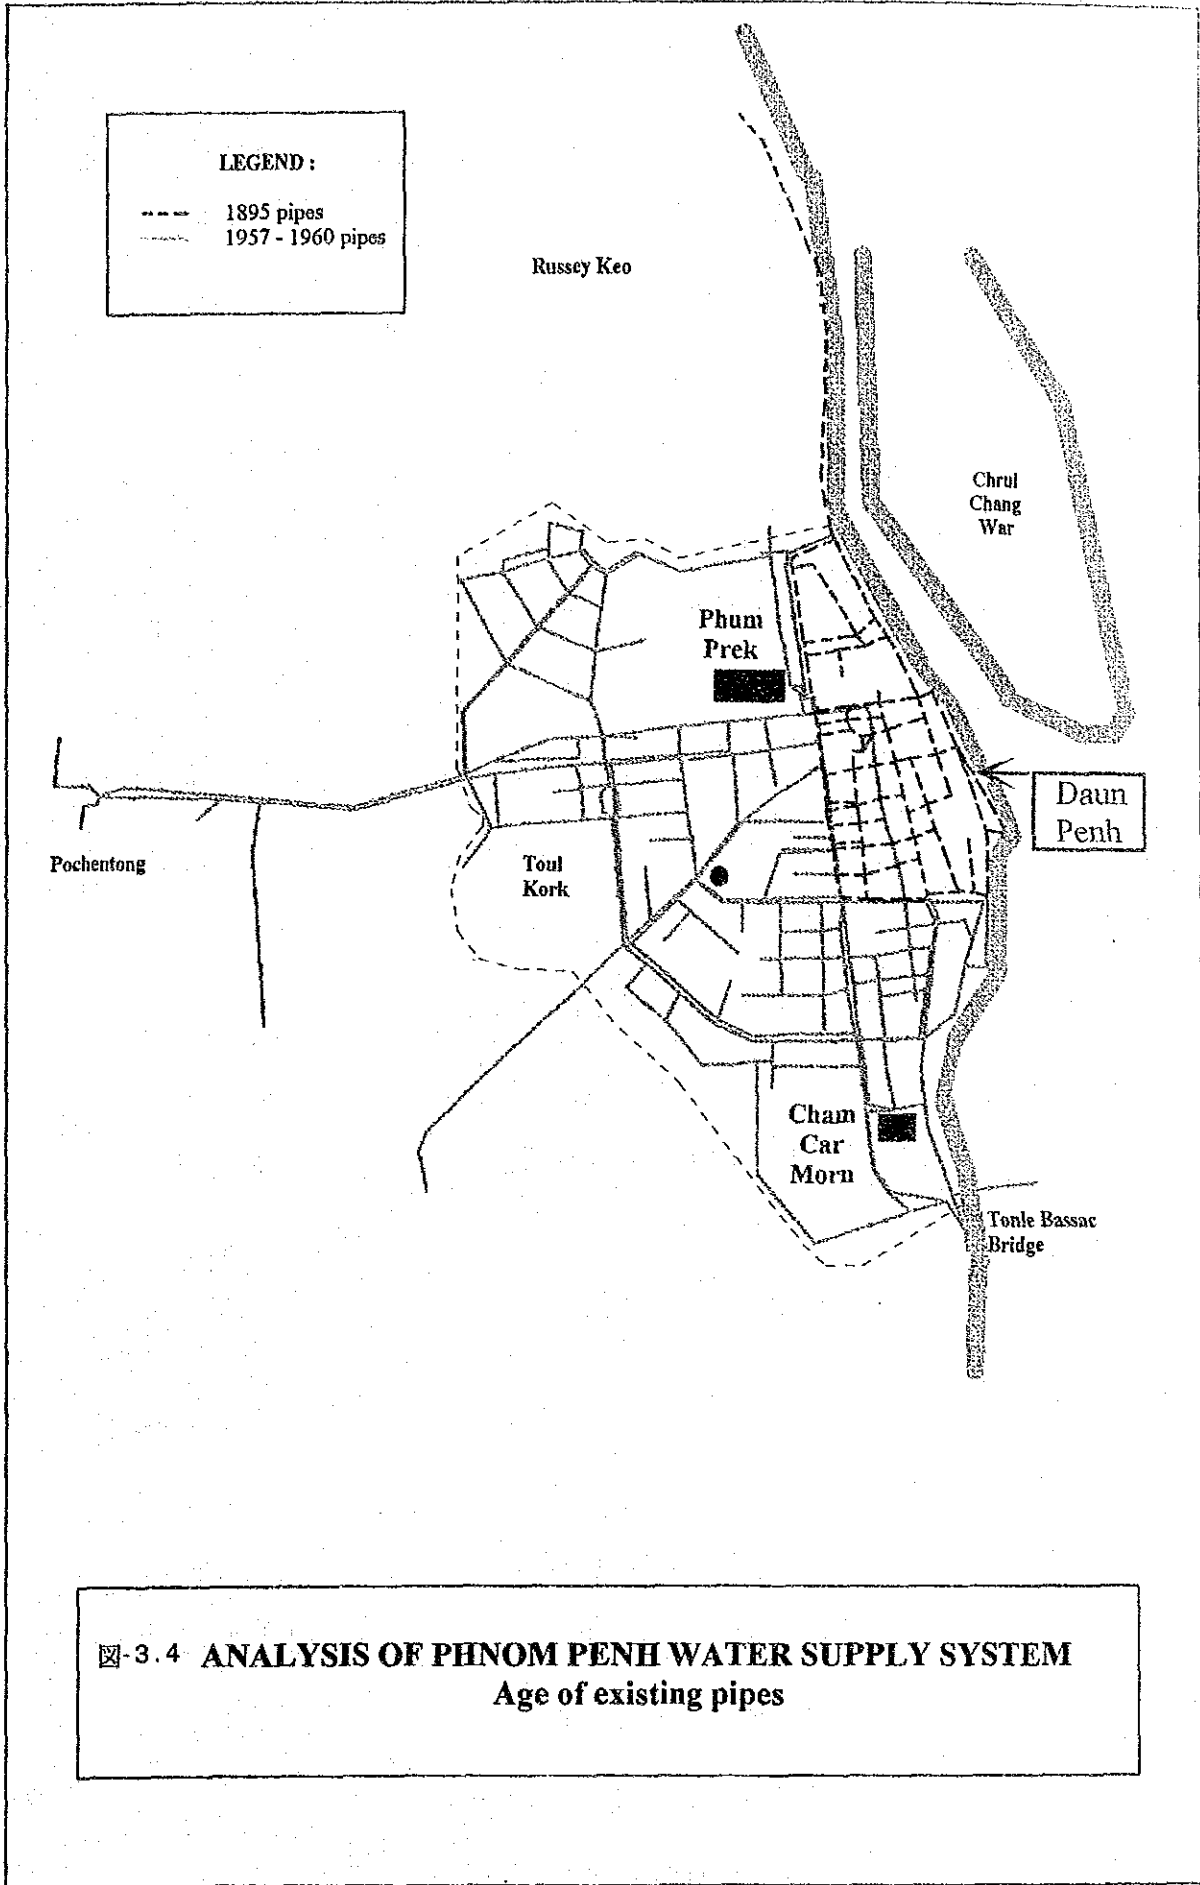 LEGEND :
1895 pipes
1957 - 1960 pipes
Russey Keo
Chrui
Chang
War
Phum
Prek
Daun
Penh
Pochentong
Toul
Kork
Cham
Car
Morn
Tonle Bassac
Bridge
図-3.4 ANALYSIS OF PHNOM PENH WATER SUPPLY SYSTEM
Age of existing pipes